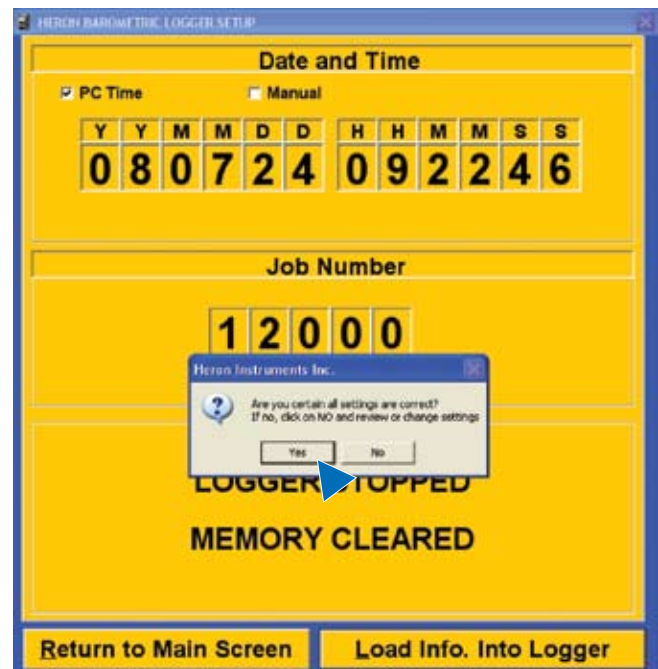 HERON BAROMETRIC LOGGER SETUP
Date and Time
PC Time Manual
Y Y M M D D H H M M S S
0 8 0 7 2 4 0 9 2 2 4 6
Job Number
1 2 0 0 0
Heron Instruments Inc.
Are you certain all settings are correct?
If no, click on NO and review or change settings
Yes No
LOGGER STOPPED
MEMORY CLEARED
Return to Main Screen Load Info. Into Logger